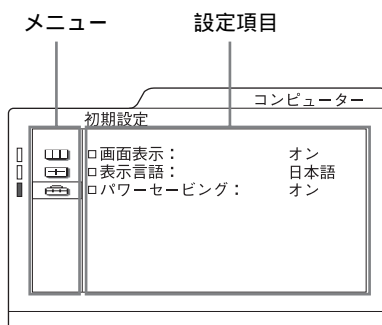 メニュー 設定項目
コンピューター
初期設定
画面表示： オン
表示言語： 日本語
パワーセービング： オン